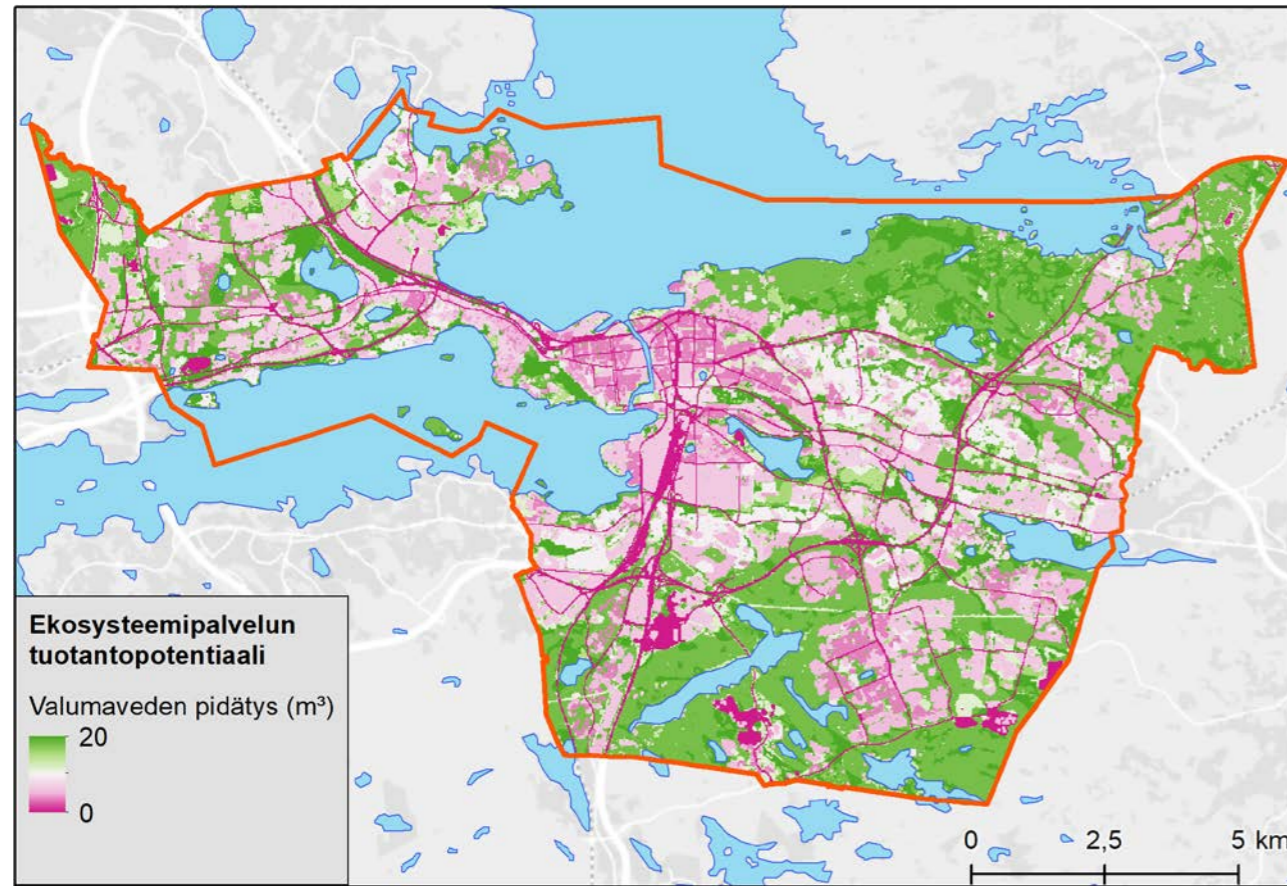 Ekosysteemipalvelun
tuotantopotentiaali
Valumaveden pidätys (m³)
20
0
0 2,5 5 km